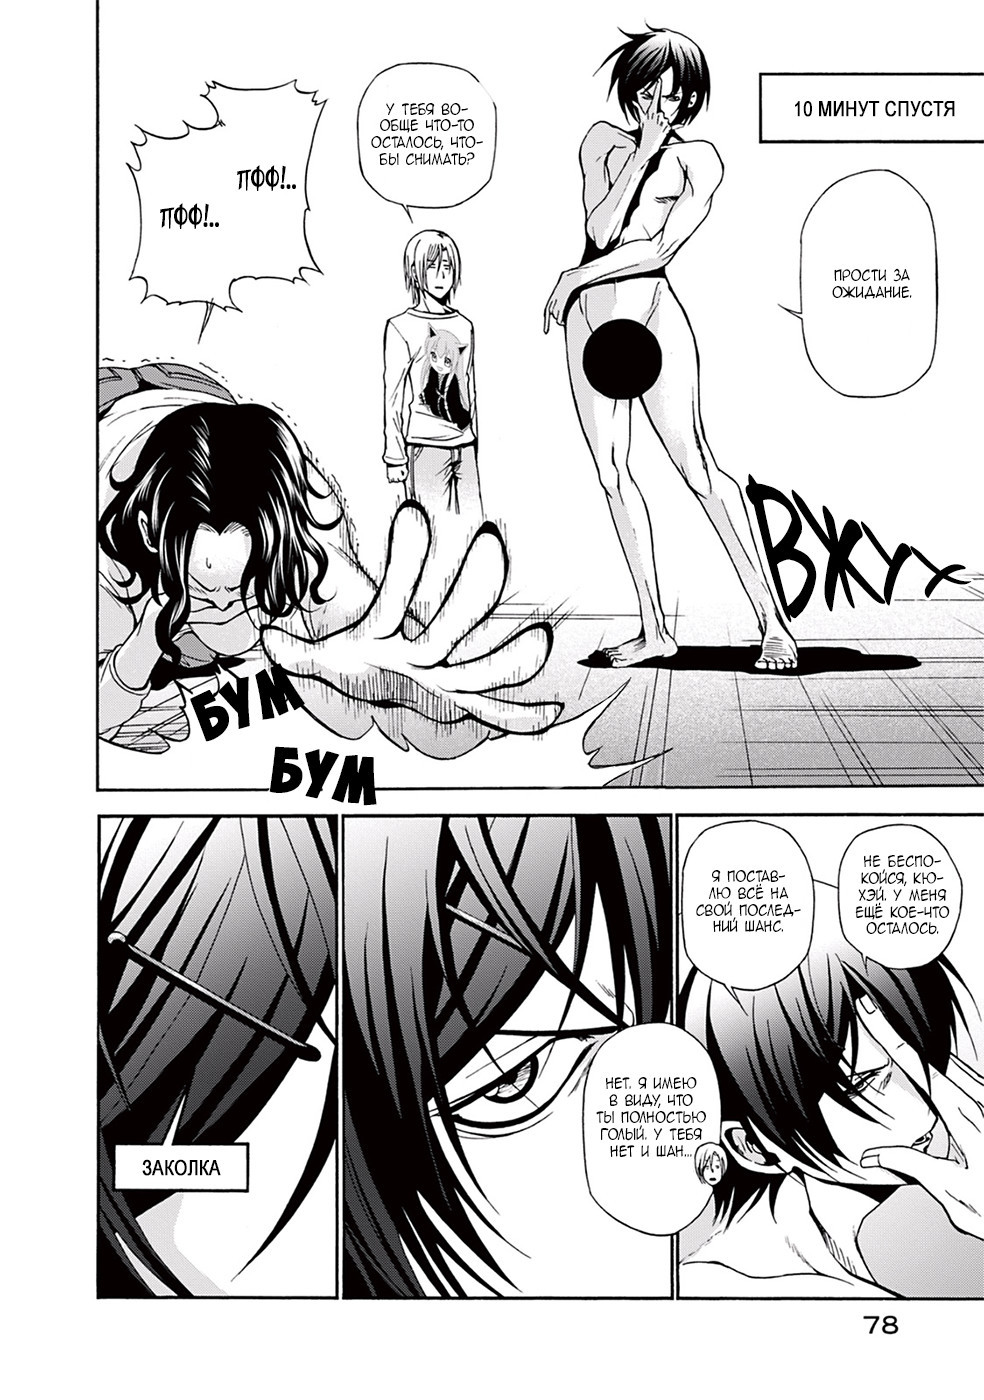 10 МИНУТ СПУСТЯ
ПРОСТИ ЗА
ОЖИДАНИЕ.
У ТЕБЯ ВО-
ОБЩЕ ЧТО-ТО
ОСТАЛОСЬ, ЧТО-
БЫ СНИМАТЬ?
ПФФ!..
ПФФ!..
ВЖУХ
БУМ
БУМ
НЕ БЕСПО-
КОЙСЯ, КЮ-
ХЭЙ. У МЕНЯ
ЕЩЁ КОЕ-ЧТО
ОСТАЛОСЬ.
Я ПОСТАВ-
ЛЮ ВСЁ НА
СВОЙ ПОСЛЕД-
НИЙ ШАНС.
НЕТ. Я ИМЕЮ
В ВИДУ, ЧТО
ТЫ ПОЛНОСТЬЮ
ГОЛЫЙ. У ТЕБЯ
НЕТ И ШАН...
ЗАКОЛКА
78